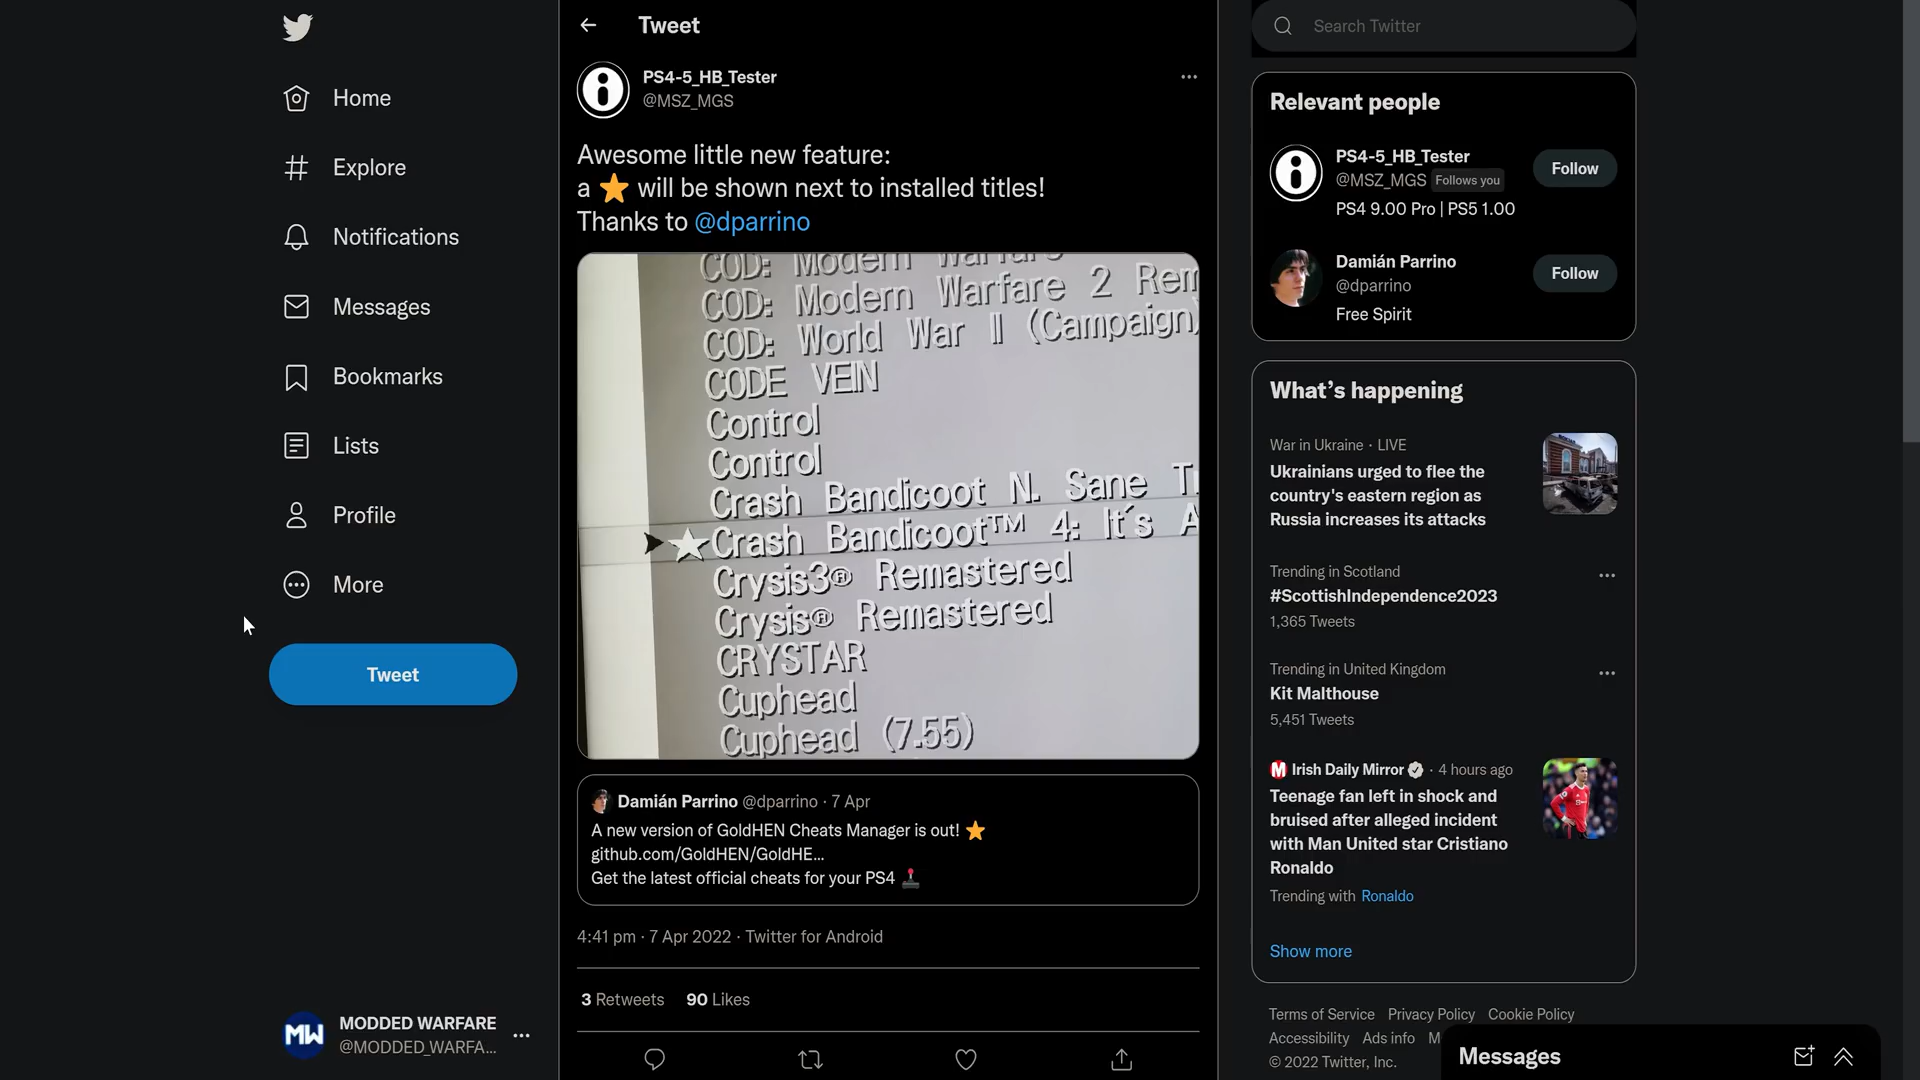 Home
Explore
Notifications
Messages
Bookmarks
Lists
Profile
More
Tweet
MW
MODDED WARFARE
@MODDED_WARFA...
Tweet
PS4-5_HB_Tester
@MSZ_MGS
Awesome little new feature:
a ⭐ will be shown next to installed titles!
Thanks to @dparrino
COD: Modern Warfare
COD: Modern Warfare 2 Rem
COD: World War II (Campaign)
CODE VEIN
Control
Control
Crash Bandicoot N. Sane Tr
★Crash Bandicoot™ 4: It´s A
Crysis3® Remastered
Crysis® Remastered
CRYSTAR
Cuphead
Cuphead (7.55)
Damián Parrino @dparrino · 7 Apr
A new version of GoldHEN Cheats Manager is out! ⭐
github.com/GoldHEN/GoldHE...
Get the latest official cheats for your PS4 🕹️
4:41 pm · 7 Apr 2022 · Twitter for Android
3 Retweets 90 Likes
Search Twitter
Relevant people
PS4-5_HB_Tester
@MSZ_MGS Follows you
Follow
PS4 9.00 Pro | PS5 1.00
Damián Parrino
@dparrino
Follow
Free Spirit
What's happening
War in Ukraine · LIVE
Ukrainians urged to flee the
country's eastern region as
Russia increases its attacks
Trending in Scotland
#ScottishIndependence2023
1,365 Tweets
Trending in United Kingdom
Kit Malthouse
5,451 Tweets
M Irish Daily Mirror · 4 hours ago
Teenage fan left in shock and
bruised after alleged incident
with Man United star Cristiano
Ronaldo
Trending with Ronaldo
Show more
Terms of Service Privacy Policy Cookie Policy
Accessibility Ads info M
© 2022 Twitter, Inc.
Messages